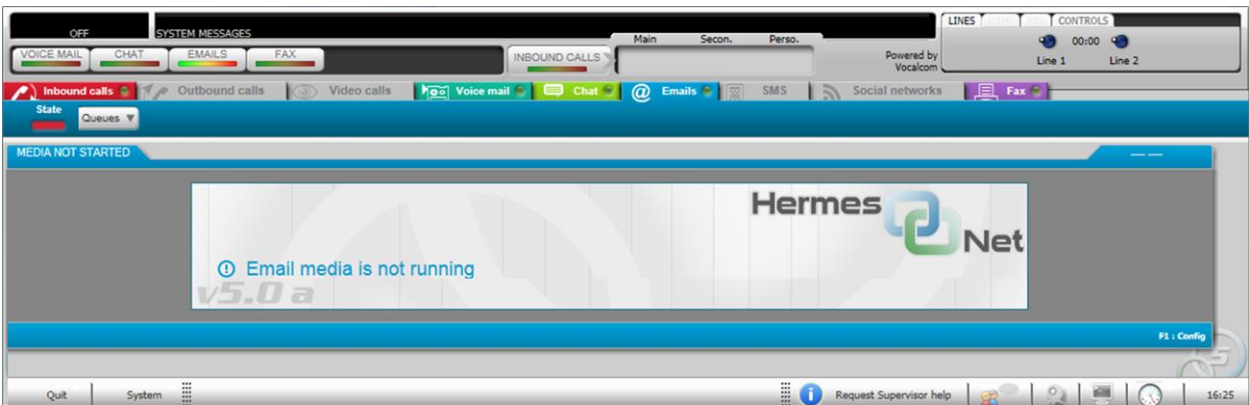 OFF SYSTEM MESSAGES
LINES DTMF REC CONTROLS
VOICE MAIL CHAT EMAILS FAX INBOUND CALLS Main Secon. Perso. Powered by Vocalcom 00:00 Line 1 Line 2
Inbound calls Outbound calls Video calls Voice mail Chat @ Emails SMS Social networks Fax
State Queues
MEDIA NOT STARTED ---- ----
Hermes Net
Email media is not running
v5.0 a
F1 : Config
5
Quit System Request Supervisor help 16:25